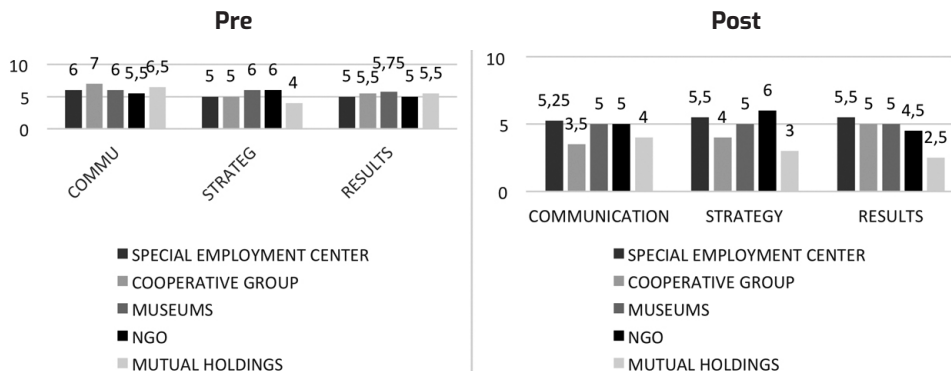 Pre
10
5
0
6 7 6 5,5 6,5
5 5 6 6 4
5 5,5 5,75 5 5,5
COMMU
STRATEG
RESULTS
SPECIAL EMPLOYMENT CENTER
COOPERATIVE GROUP
MUSEUMS
NGO
MUTUAL HOLDINGS
Post
10
5
0
5,25 3,5 5 5 4
5,5 4 5 6 3
5,5 5 5 4,5 2,5
COMMUNICATION
STRATEGY
RESULTS
SPECIAL EMPLOYMENT CENTER
COOPERATIVE GROUP
MUSEUMS
NGO
MUTUAL HOLDINGS